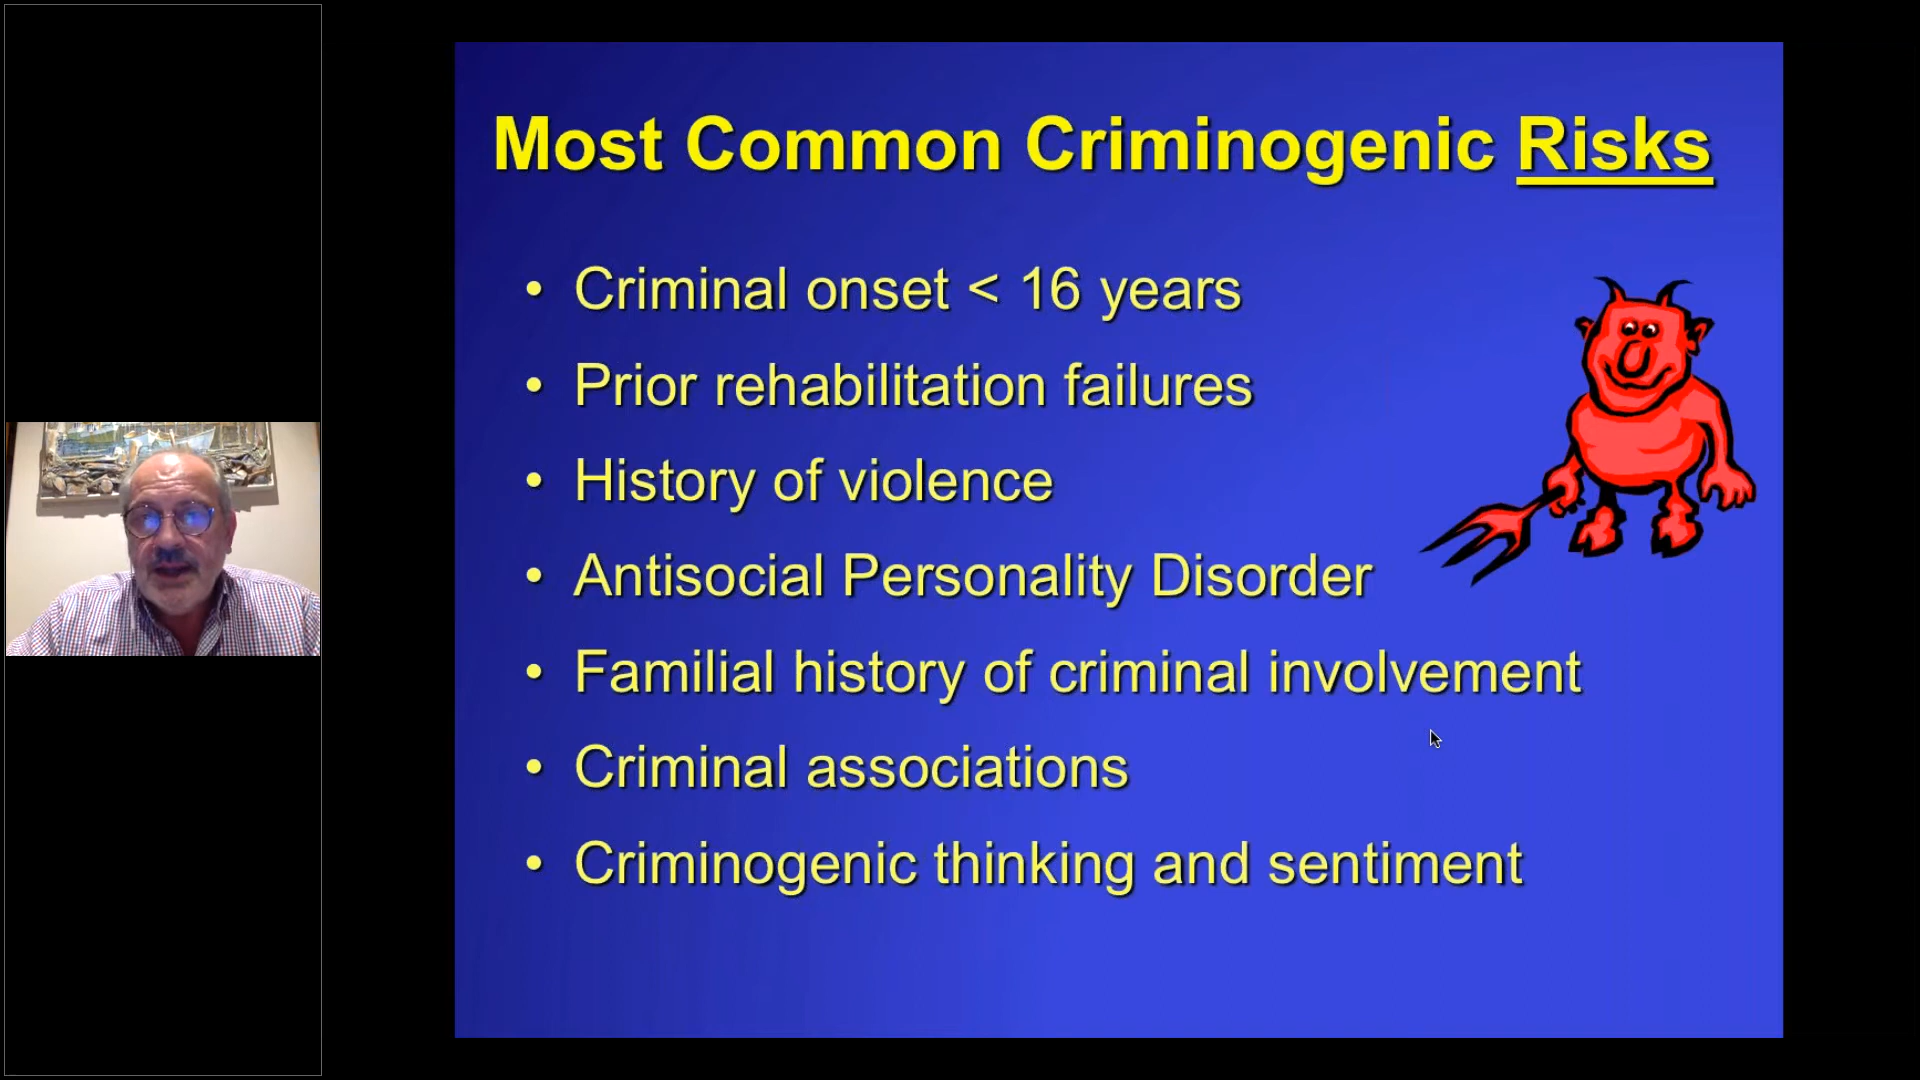 Most Common Criminogenic Risks
• Criminal onset < 16 years
• Prior rehabilitation failures
• History of violence
• Antisocial Personality Disorder
• Familial history of criminal involvement
• Criminal associations
• Criminogenic thinking and sentiment